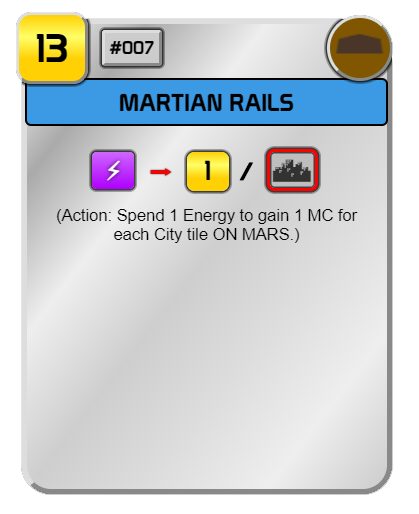 13 #007
MARTIAN RAILS
1 /
(Action: Spend 1 Energy to gain 1 MC for
each City tile ON MARS.)